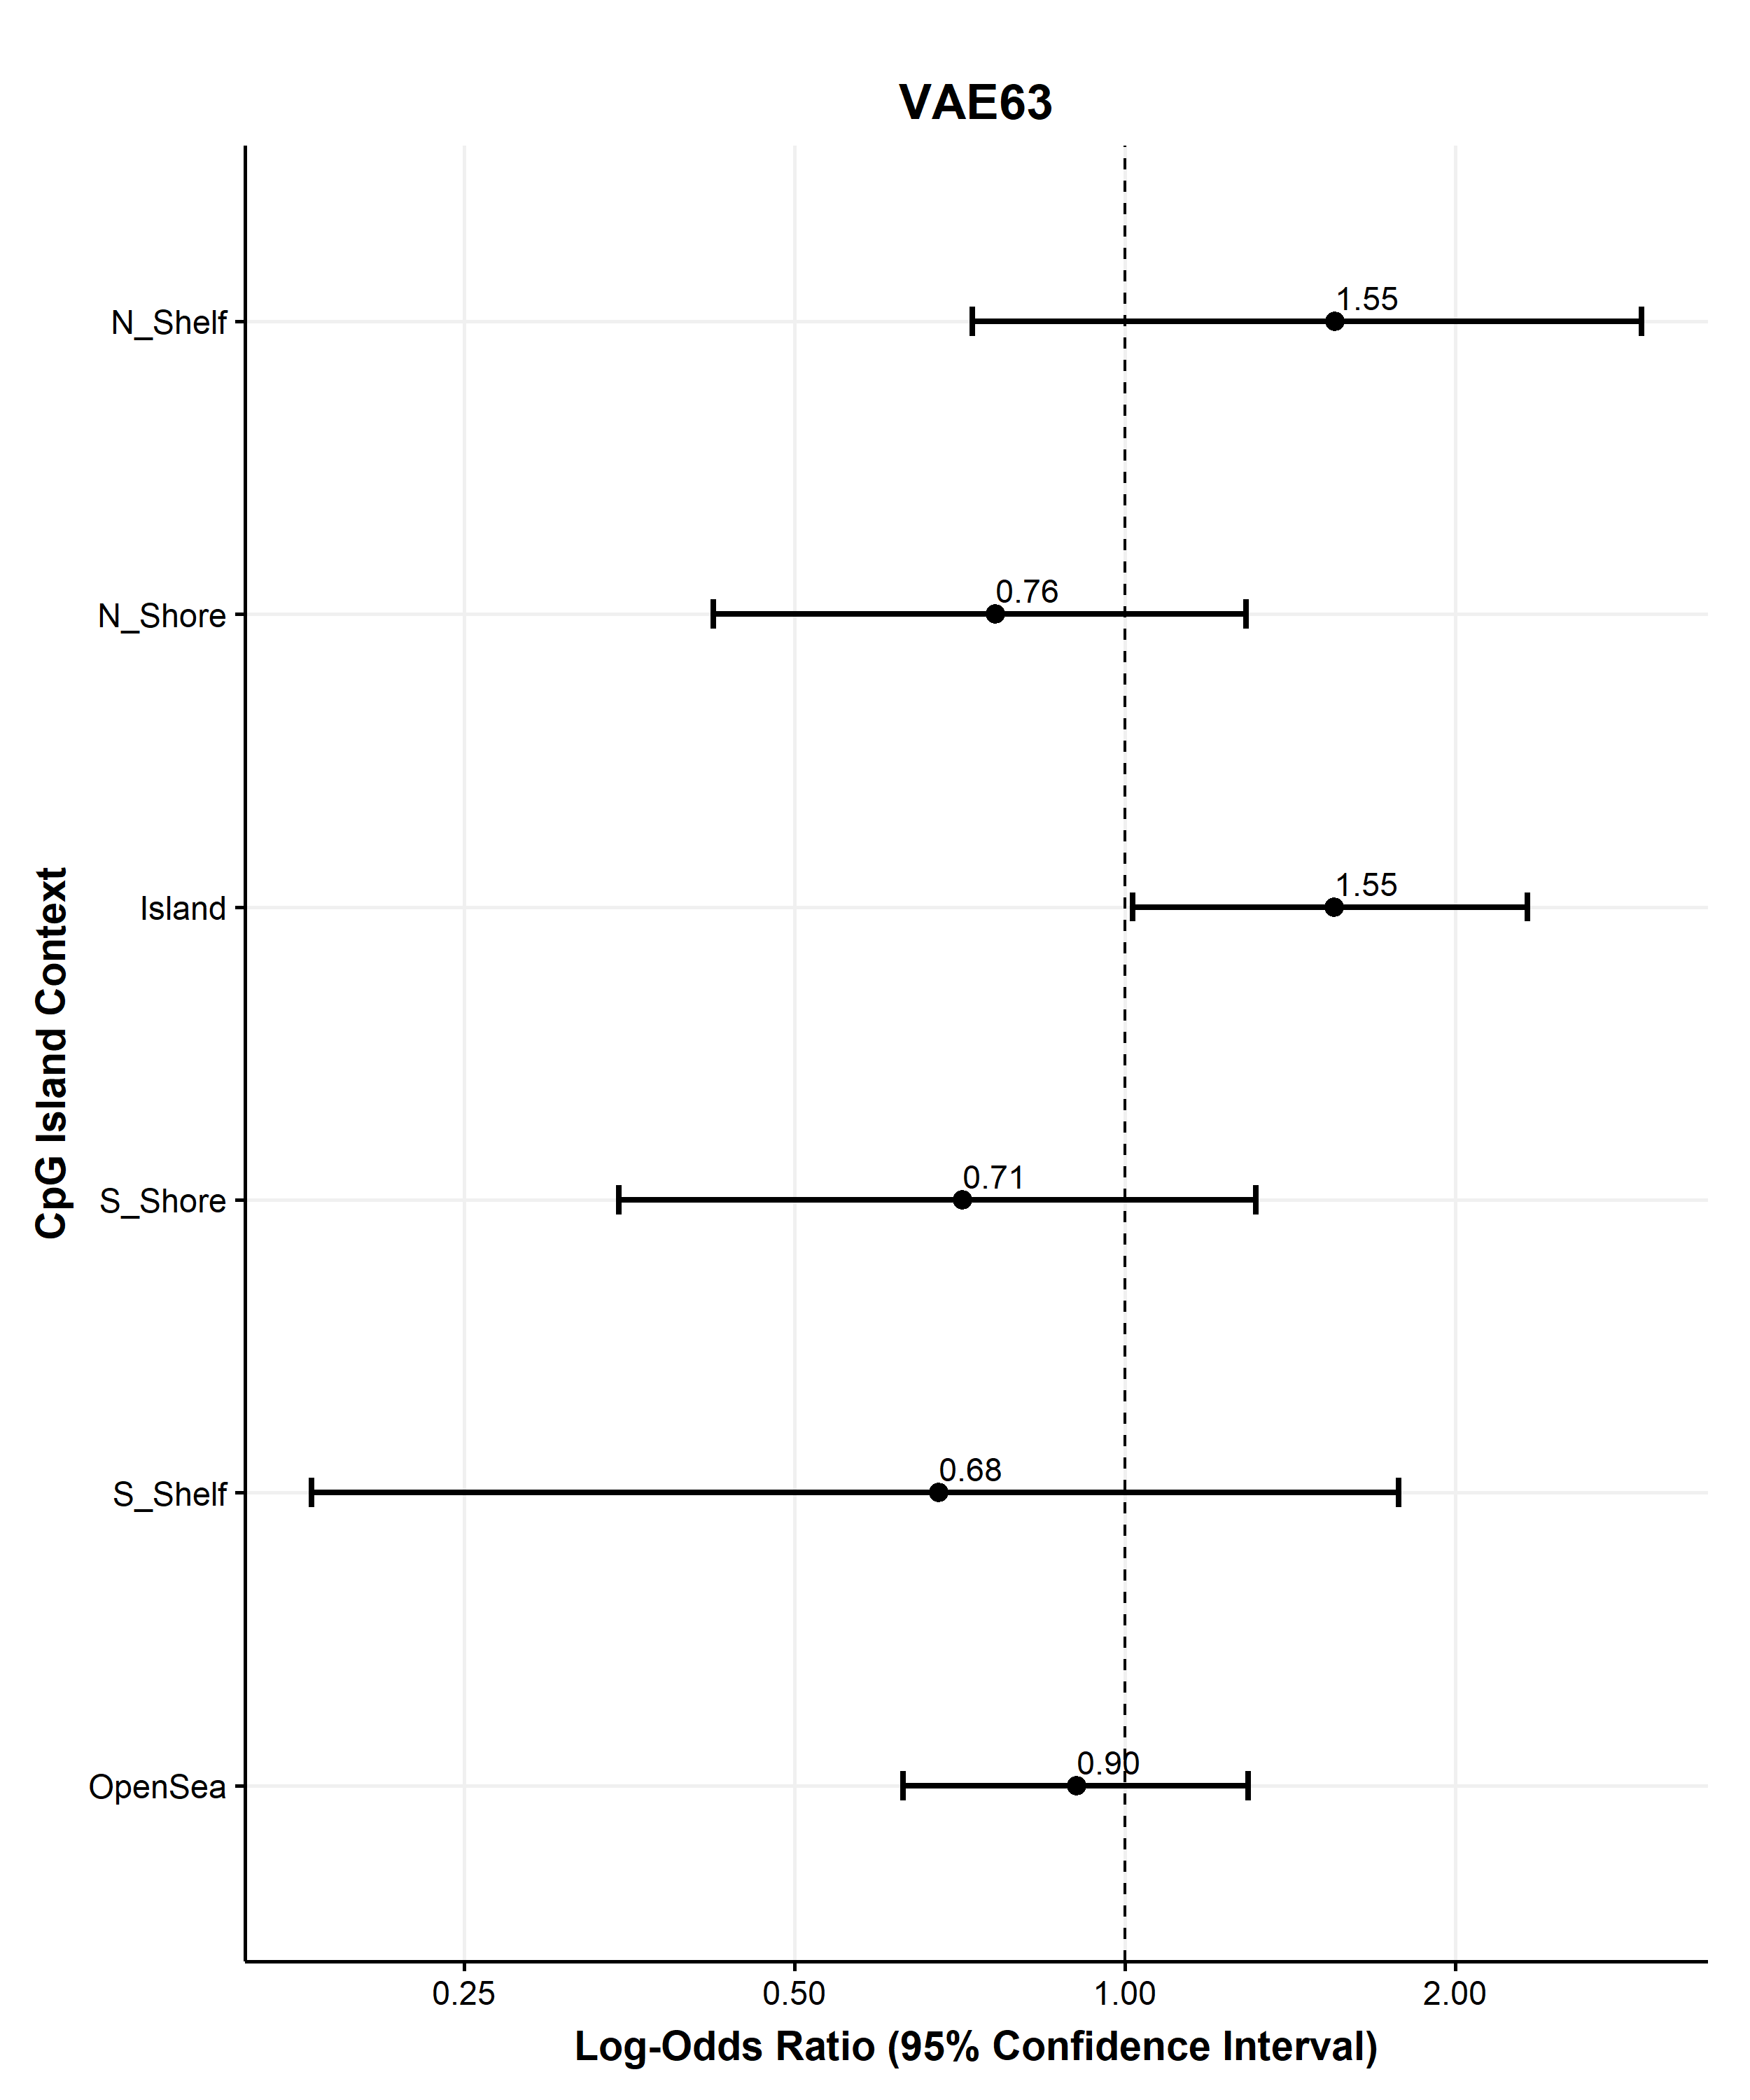 VAE63
CpG Island Context
N_Shelf
1.55
N_Shore
0.76
Island
1.55
S_Shore
0.71
S_Shelf
0.68
OpenSea
0.90
0.25 0.50 1.00 2.00
Log-Odds Ratio (95% Confidence Interval)